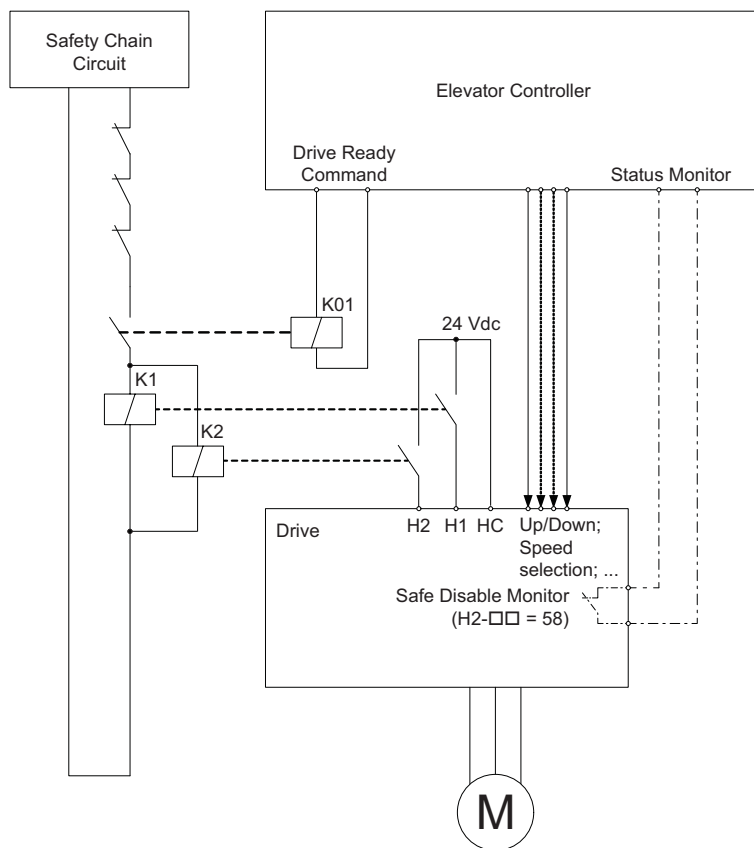 Safety Chain
Circuit
Elevator Controller
Drive Ready
Command
Status Monitor
K01
24 Vdc
K1
K2
Drive
H2
H1
HC
Up/Down;
Speed
selection; ...
Safe Disable Monitor
(H2-□□ = 58)
M